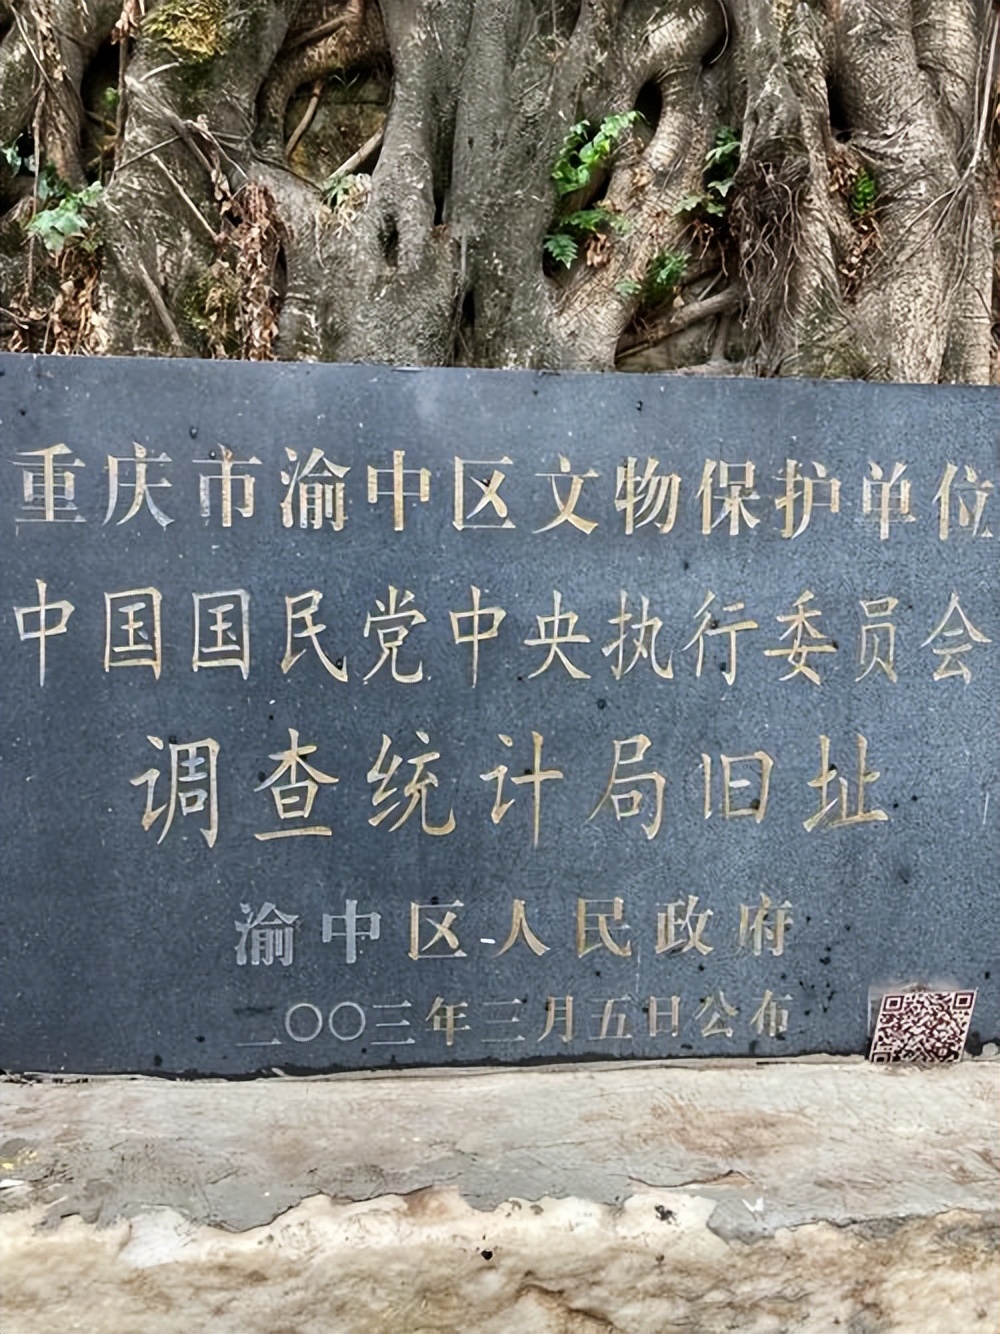 重庆市渝中区文物保护单位
中国国民党中央执行委员会
调查统计局旧址
渝中区人民政府
二〇〇三年三月五日公布